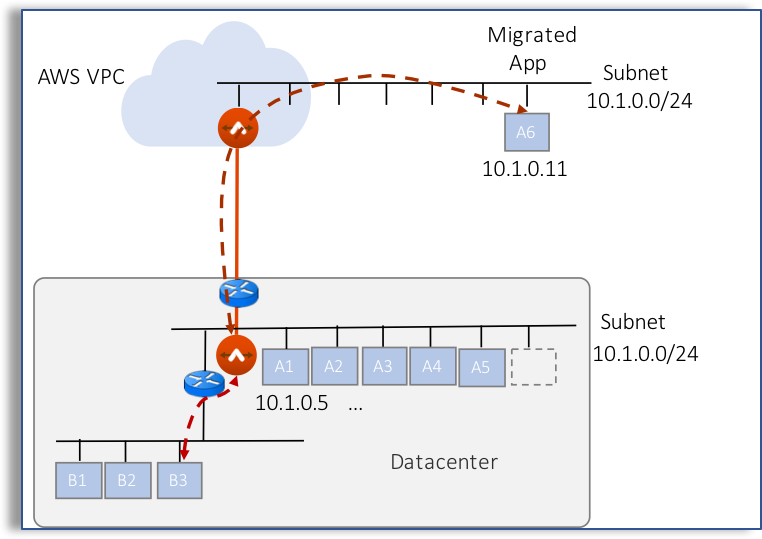 Migrated
App
AWS VPC
Subnet
10.1.0.0/24
A6
10.1.0.11
Subnet
10.1.0.0/24
A1
A2
A3
A4
A5
10.1.0.5 ...
Datacenter
B1
B2
B3